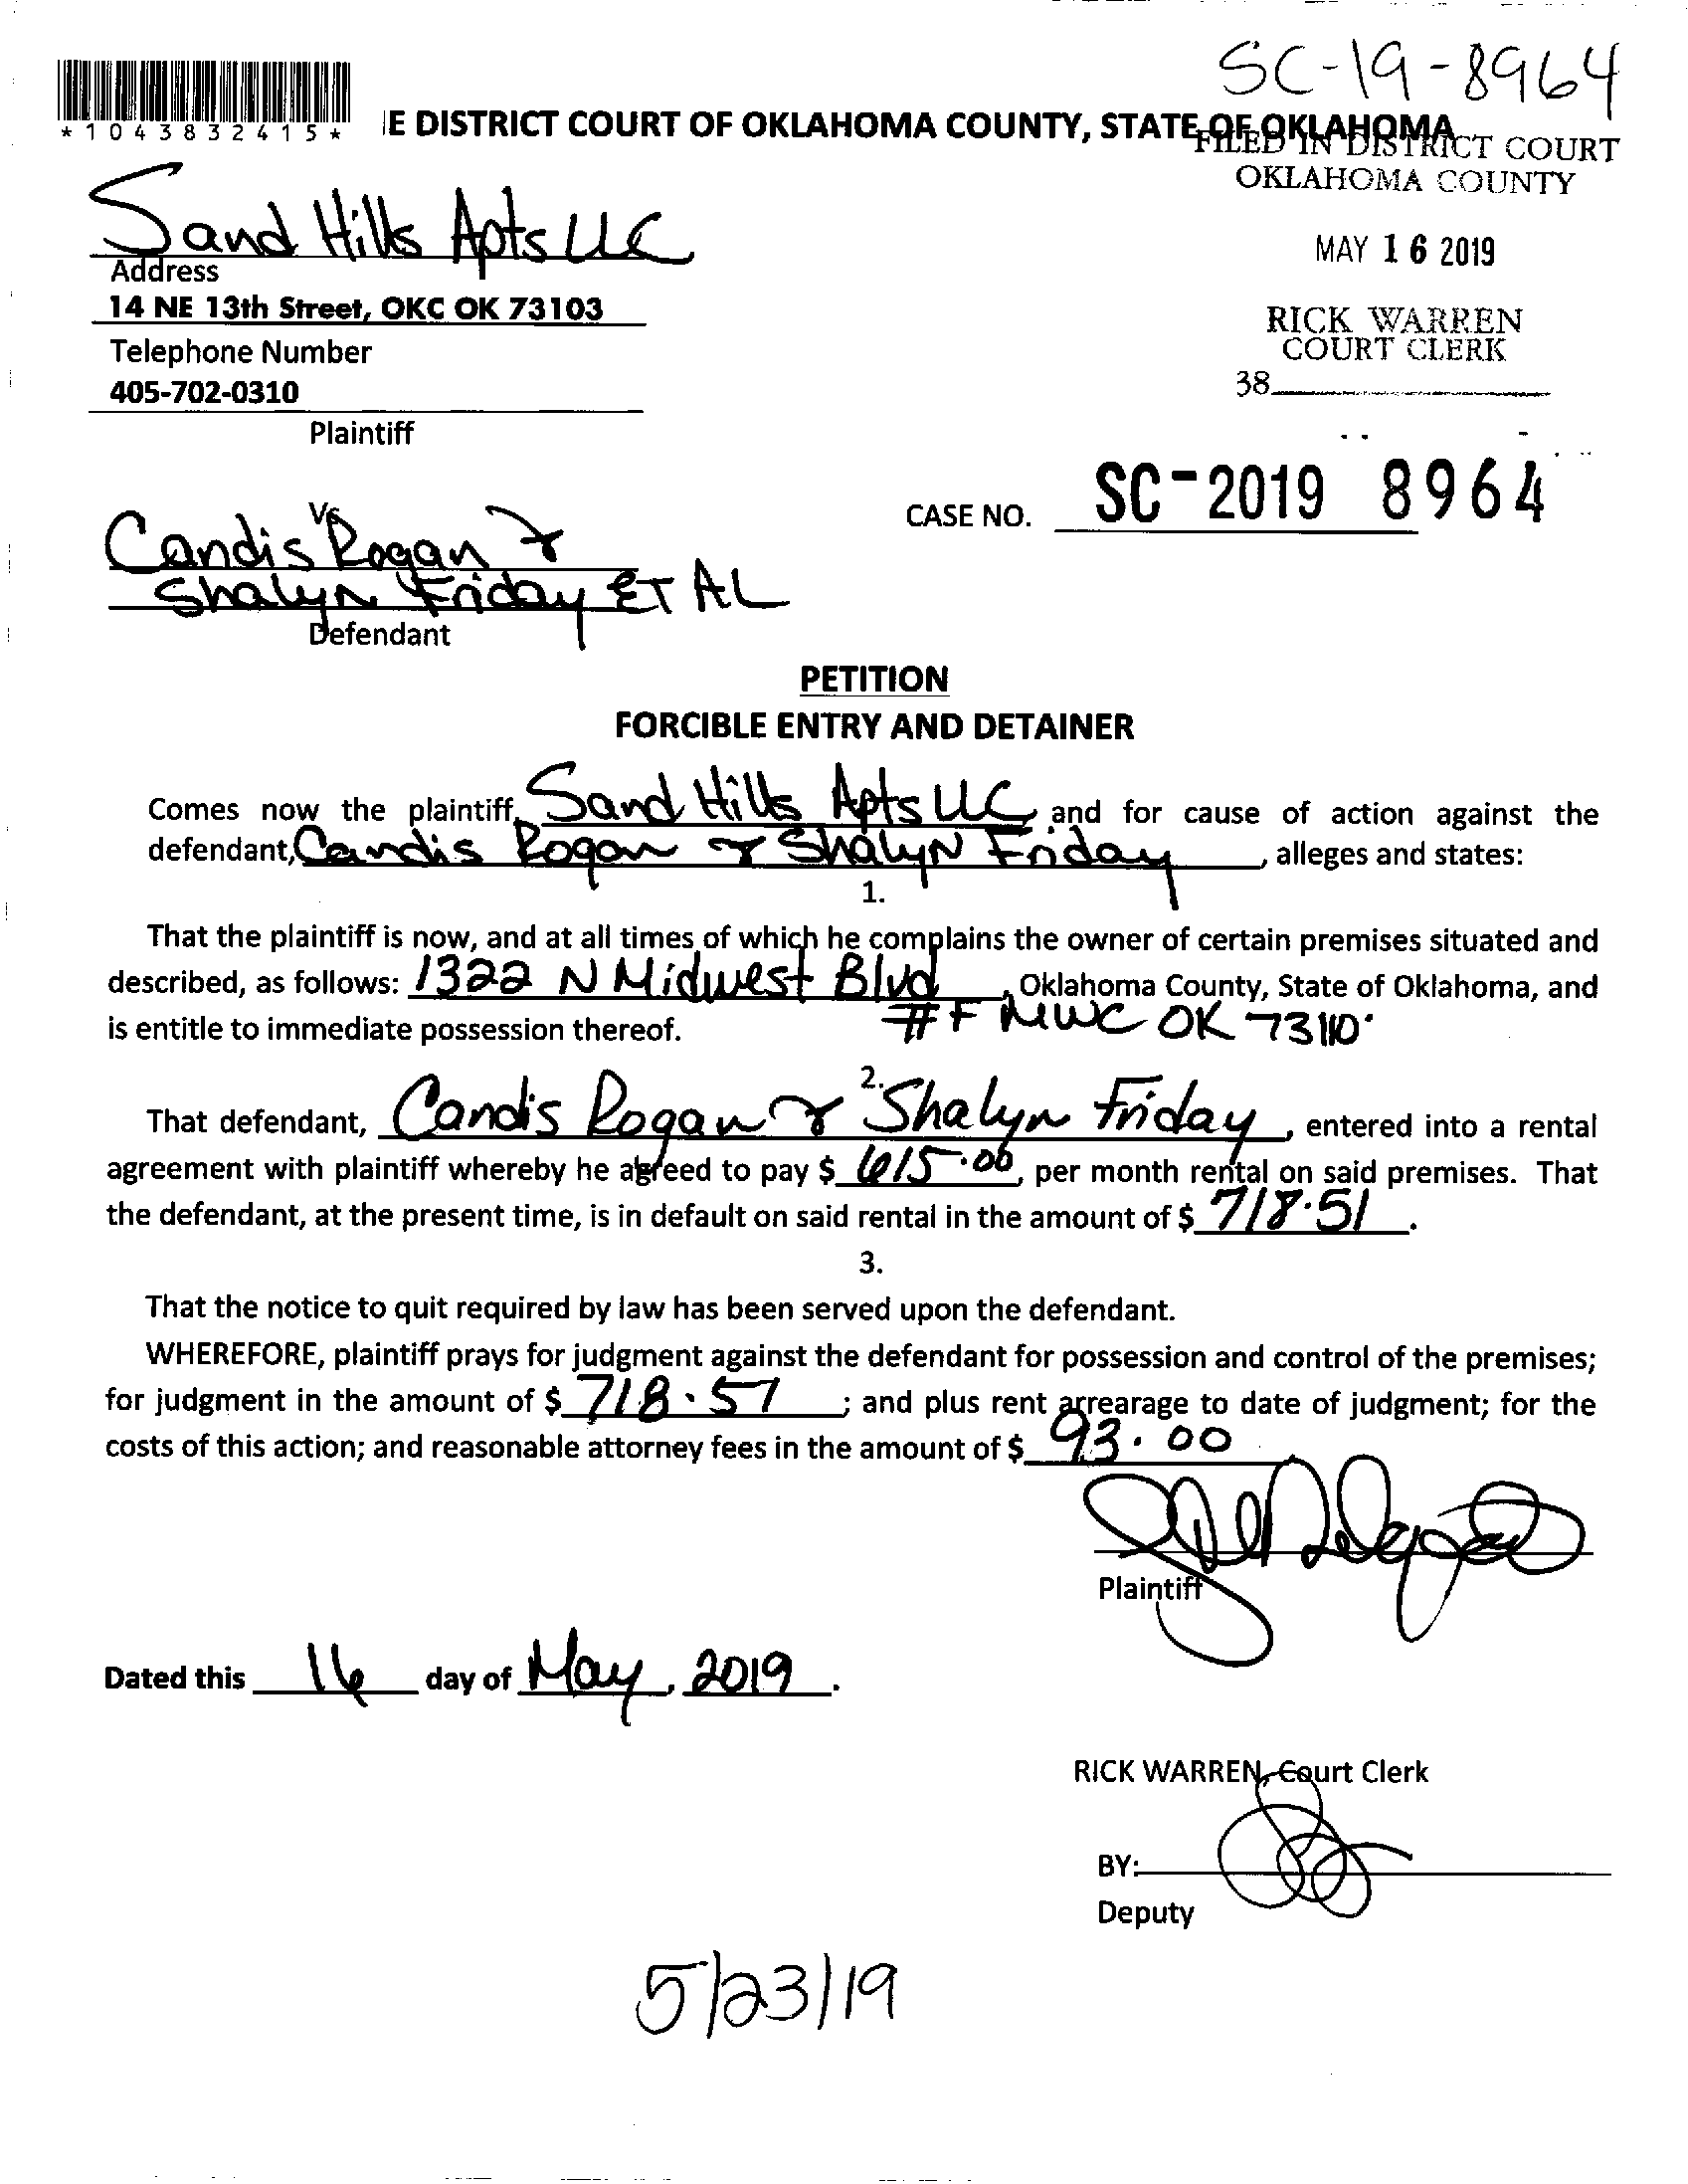 SC-19-8964
*1043832415*
IE DISTRICT COURT OF OKLAHOMA COUNTY, STATE OF OKLAHOMA
FILED IN DISTRICT COURT
OKLAHOMA COUNTY
Sand Hills Apts LLC
MAY 16 2019
Address
14 NE 13th Street, OKC OK 73103
RICK WARREN
COURT CLERK
Telephone Number
38
405-702-0310
Plaintiff
CASE NO. SC-2019 8964
Vs
Candis Rogan &
Shalyn Friday ET AL
Defendant
PETITION
FORCIBLE ENTRY AND DETAINER
Comes now the plaintiff, Sand Hills Apts LLC and for cause of action against the
defendant, Candis Rogan & Shalyn Friday, alleges and states:
1.
That the plaintiff is now, and at all times of which he complains the owner of certain premises situated and
described, as follows: 1322 N Midwest Blvd, Oklahoma County, State of Oklahoma, and
#F MWC OK 73110.
is entitle to immediate possession thereof.
2.
That defendant, Candis Rogan & Shalyn Friday, entered into a rental
agreement with plaintiff whereby he agreed to pay $ 615.00, per month rental on said premises. That
the defendant, at the present time, is in default on said rental in the amount of $ 718.51.
3.
That the notice to quit required by law has been served upon the defendant.
WHEREFORE, plaintiff prays for judgment against the defendant for possession and control of the premises;
for judgment in the amount of $ 718.57; and plus rent arrearage to date of judgment; for the
costs of this action; and reasonable attorney fees in the amount of $ 93.00
Plaintiff
Dated this 16 day of May, 2019.
RICK WARREN, Court Clerk
BY:
Deputy
5/23/19